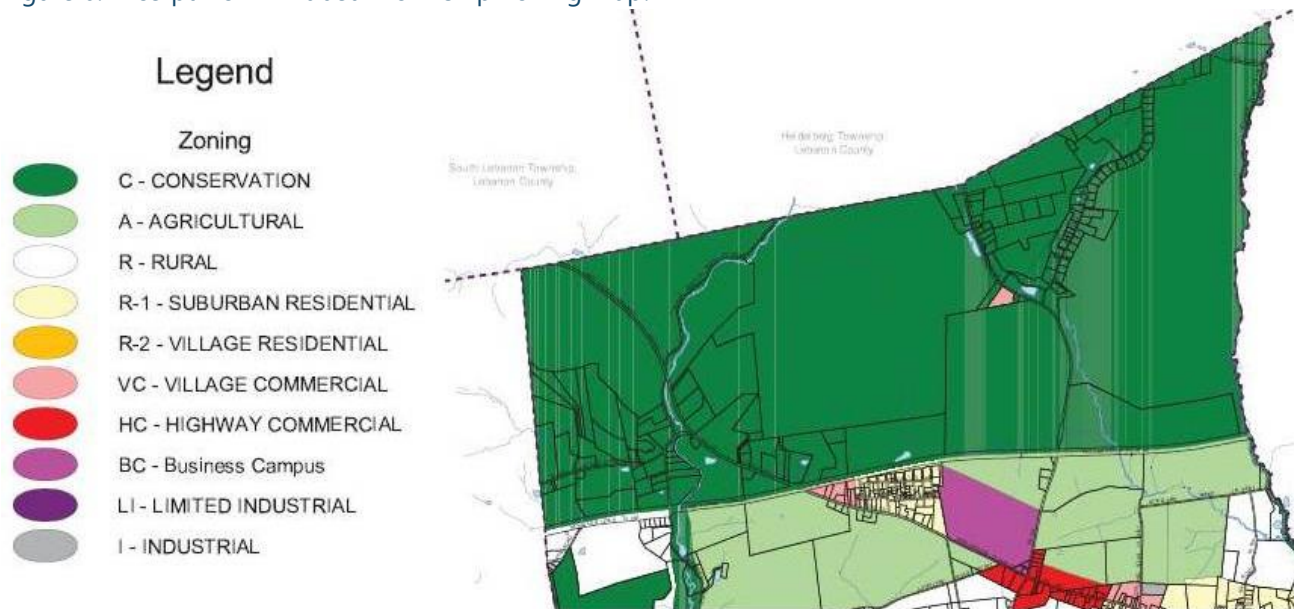 Legend
Zoning
C - CONSERVATION
A - AGRICULTURAL
R - RURAL
R-1 - SUBURBAN RESIDENTIAL
R-2 - VILLAGE RESIDENTIAL
VC - VILLAGE COMMERCIAL
HC - HIGHWAY COMMERCIAL
BC - Business Campus
LI - LIMITED INDUSTRIAL
I - INDUSTRIAL
South Lebanon Township,
Lebanon County
Heidelberg Township,
Lebanon County